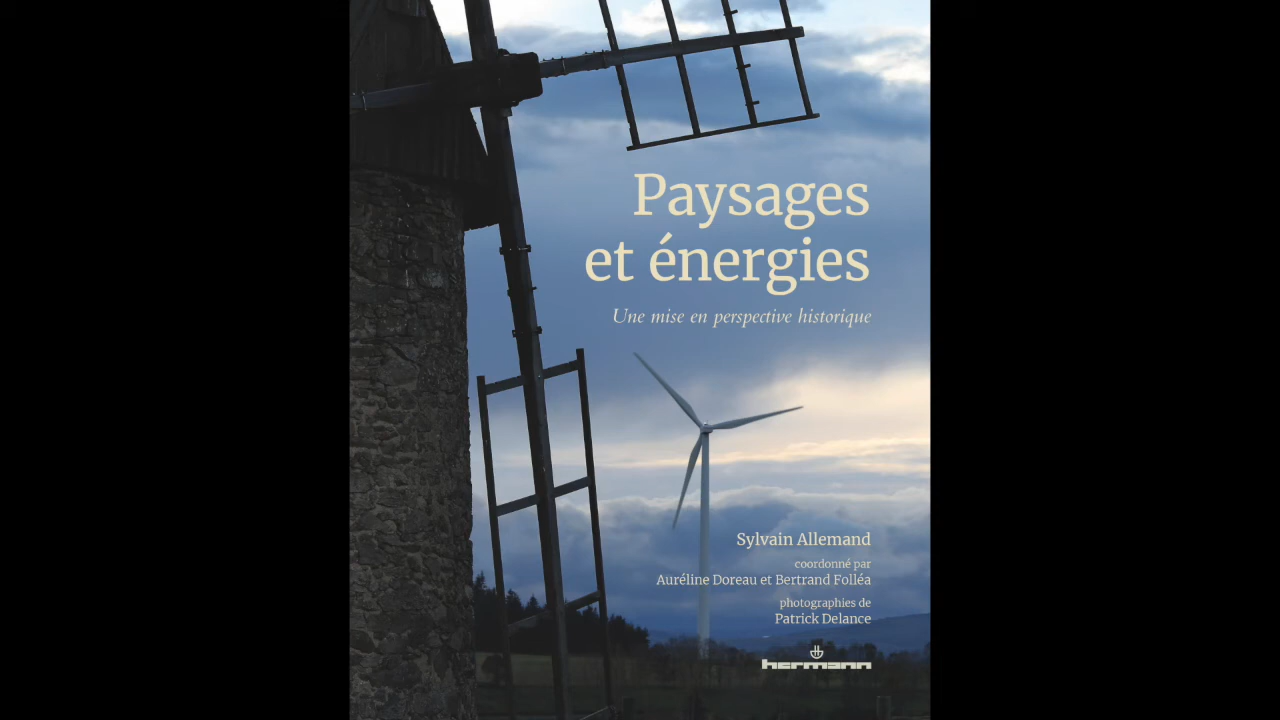 Paysages
et énergies
Une mise en perspective historique
Sylvain Allemand
coordonné par
Auréline Doreau et Bertrand Folléa
photographies de
Patrick Delance
hermann